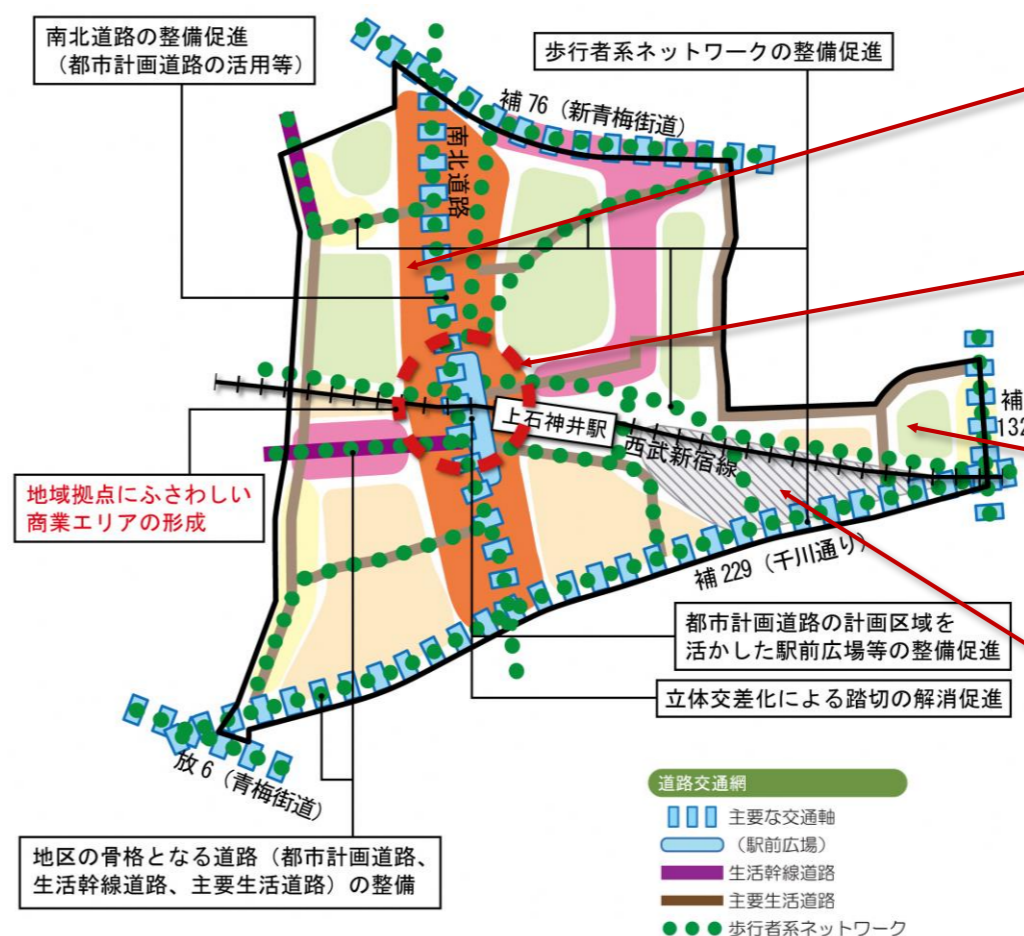 南北道路の整備促進
（都市計画道路の活用等）
歩行者系ネットワークの整備促進
補76（新青梅街道）
南北道路
上石神井駅
西武新宿線
補
132
地域拠点にふさわしい
商業エリアの形成
補229（千川通り）
都市計画道路の計画区域を
活かした駅前広場等の整備促進
立体交差化による踏切の解消促進
放6（青梅街道）
地区の骨格となる道路（都市計画道路、
生活幹線道路、主要生活道路）の整備
道路交通網
主要な交通軸
（駅前広場）
生活幹線道路
主要生活道路
歩行者系ネットワーク